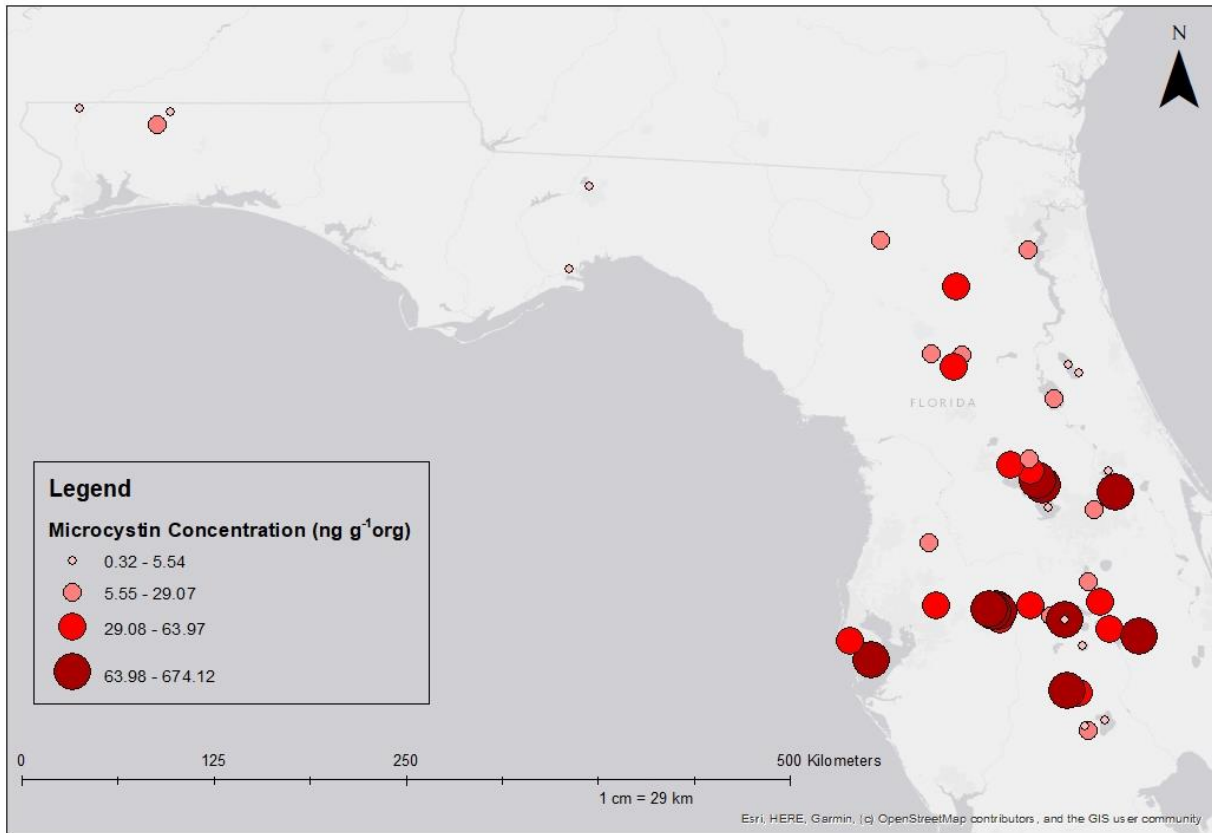 N
FLORIDA
Legend
Microcystin Concentration (ng g⁻¹org)
0.32 - 5.54
5.55 - 29.07
29.08 - 63.97
63.98 - 674.12
0 125 250 500 Kilometers
1 cm = 29 km
Esri, HERE, Garmin, (c) OpenStreetMap contributors, and the GIS user community